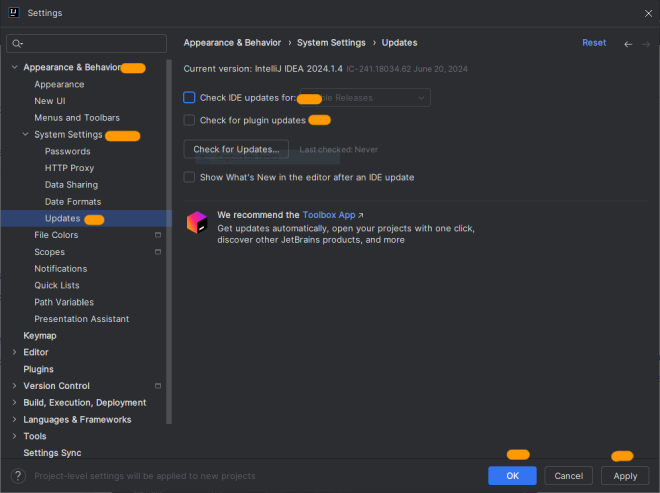 Settings
Appearance & Behavior
Appearance
New UI
Menus and Toolbars
System Settings
Passwords
HTTP Proxy
Data Sharing
Date Formats
Updates
File Colors
Scopes
Notifications
Quick Lists
Path Variables
Presentation Assistant
Keymap
Editor
Plugins
Version Control
Build, Execution, Deployment
Languages & Frameworks
Tools
Settings Sync
Appearance & Behavior › System Settings › Updates
Reset
Current version: IntelliJ IDEA 2024.1.4 IC-241.18034.62 June 20, 2024
Check IDE updates for: Releases
Check for plugin updates
Check for Updates... Last checked: Never
Show What's New in the editor after an IDE update
We recommend the Toolbox App ↗
Get updates automatically, open your projects with one click,
discover other JetBrains products, and more
? Project-level settings will be applied to new projects
OK Cancel Apply